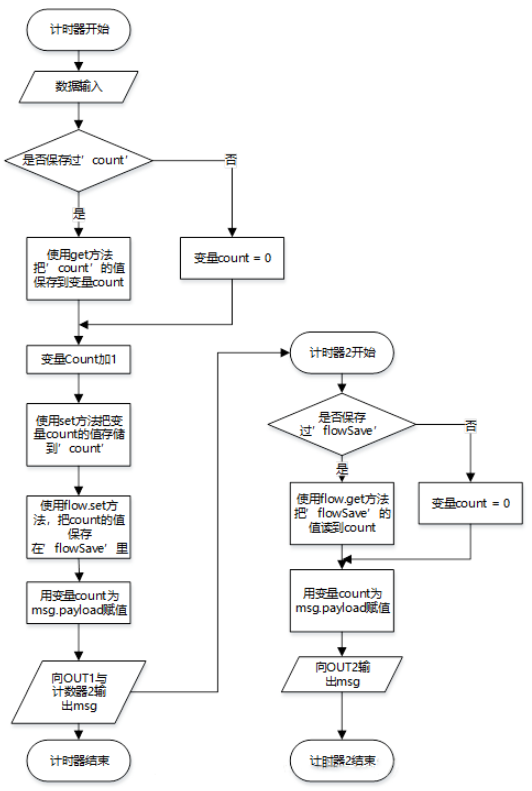 计时器开始
数据输入
是否保存过’count’
否
是
使用get方法
把’count’的值
保存到变量count
变量count = 0
变量Count加1
使用set方法把变
量count的值存储
到’count’
使用flow.set方
法，把count的值
保存
在’flowSave’里
用变量count为
msg.payload赋值
向OUT1与
计数器2输
出msg
计时器结束
计时器2开始
是否保存
过’flowSave’
否
是
使用flow.get方法
把’flowSave’的
值读到count
变量count = 0
用变量count为
msg.payload赋值
向OUT2输
出msg
计时器2结束